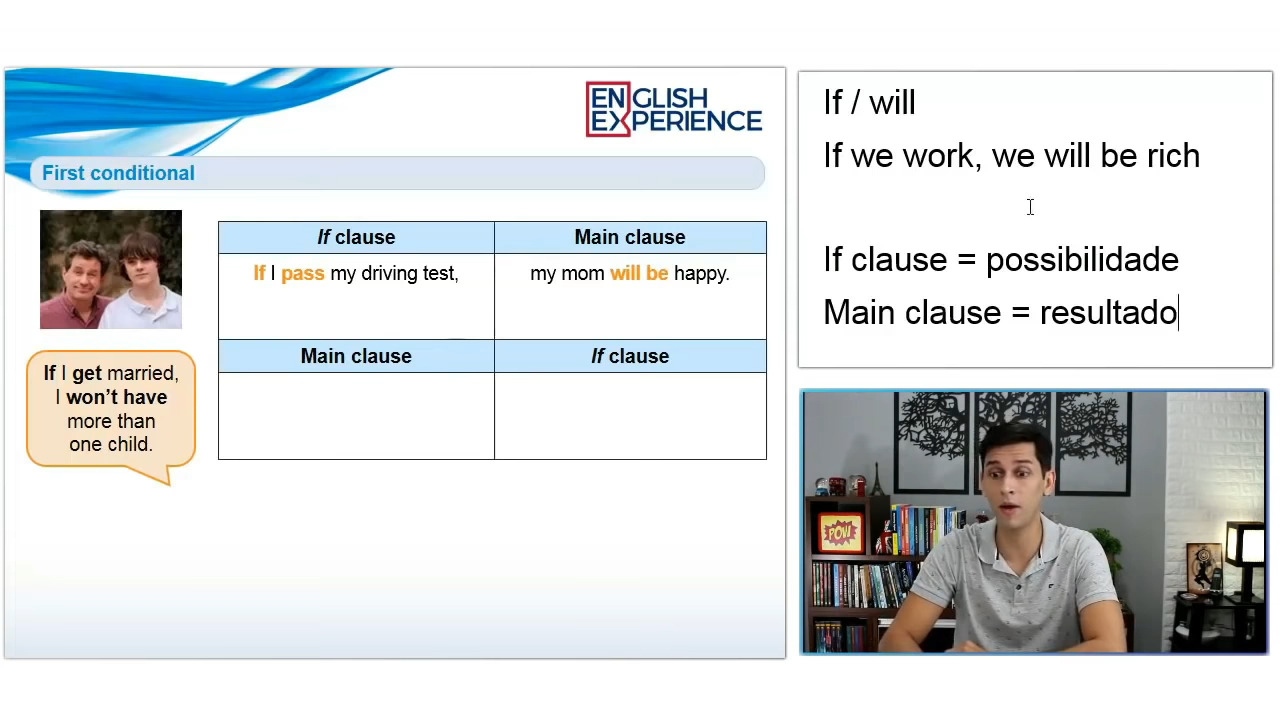 ENGLISH
EXPERIENCE
First conditional
If clause
Main clause
If I pass my driving test,
my mom will be happy.
Main clause
If clause
If I get married,
I won’t have
more than
one child.
If / will
If we work, we will be rich
If clause = possibilidade
Main clause = resultado
POW